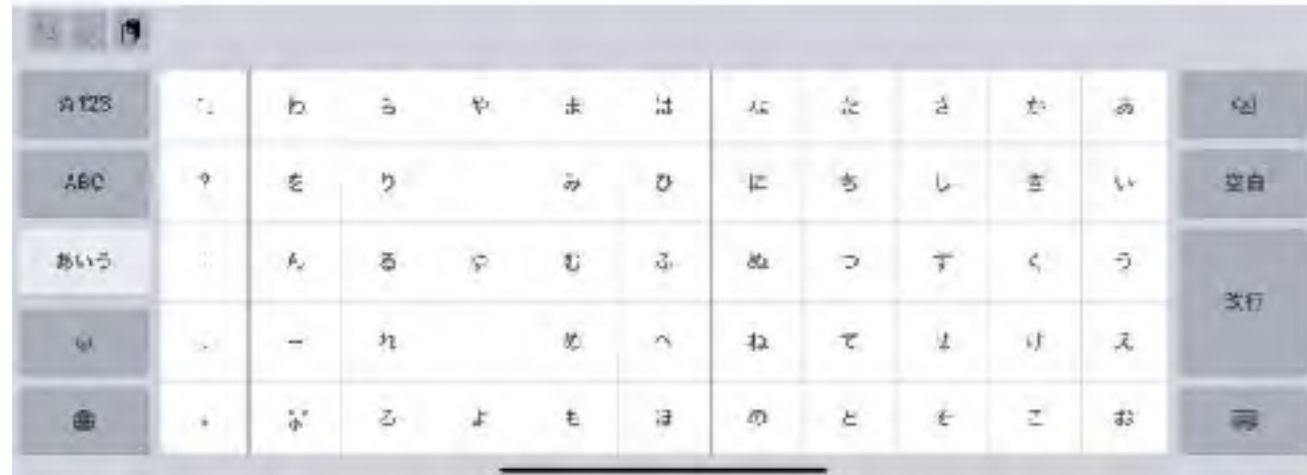 ☆123 わ ら や ま は な た さ か あ
ABC ? を り み ひ に ち し き い 空白
あいう ん る ゆ む ふ ぬ つ す く う 改行
ー れ め へ ね て せ け え
ろ よ も ほ の と そ こ お